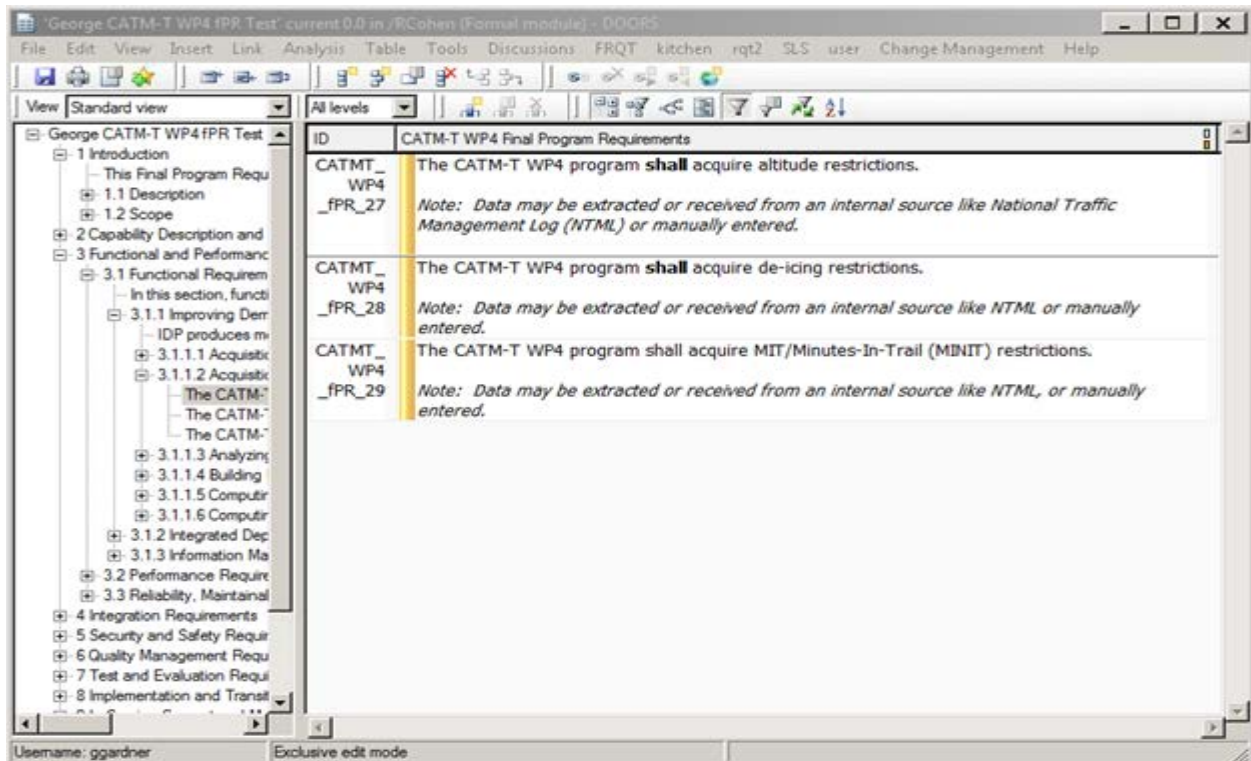 'George CATM-T WP4 fPR Test' current 0.0 in /RCohen (Formal module) - DOORS
File Edit View Insert Link Analysis Table Tools Discussions FRQT kitchen rqt2 SLS user Change Management Help
View Standard view All levels
George CATM-T WP4 fPR Test
1 Introduction
This Final Program Requ
1.1 Description
1.2 Scope
2 Capability Description and
3 Functional and Performanc
3.1 Functional Requirem
In this section, functi
3.1.1 Improving Dem
IDP produces m
3.1.1.1 Acquisitic
3.1.1.2 Acquisitic
The CATM-T
The CATM-T
The CATM-T
3.1.1.3 Analyzing
3.1.1.4 Building
3.1.1.5 Computir
3.1.1.6 Computir
3.1.2 Integrated Dep
3.1.3 Information Ma
3.2 Performance Require
3.3 Reliability, Maintainal
4 Integration Requirements
5 Security and Safety Requir
6 Quality Management Requ
7 Test and Evaluation Requi
8 Implementation and Transit
ID CATM-T WP4 Final Program Requirements
CATMT_ The CATM-T WP4 program shall acquire altitude restrictions.
WP4
_fPR_27 Note: Data may be extracted or received from an internal source like National Traffic
Management Log (NTML) or manually entered.
CATMT_ The CATM-T WP4 program shall acquire de-icing restrictions.
WP4
_fPR_28 Note: Data may be extracted or received from an internal source like NTML or manually
entered.
CATMT_ The CATM-T WP4 program shall acquire MIT/Minutes-In-Trail (MINIT) restrictions.
WP4
_fPR_29 Note: Data may be extracted or received from an internal source like NTML, or manually
entered.
Username: ggardner Exclusive edit mode